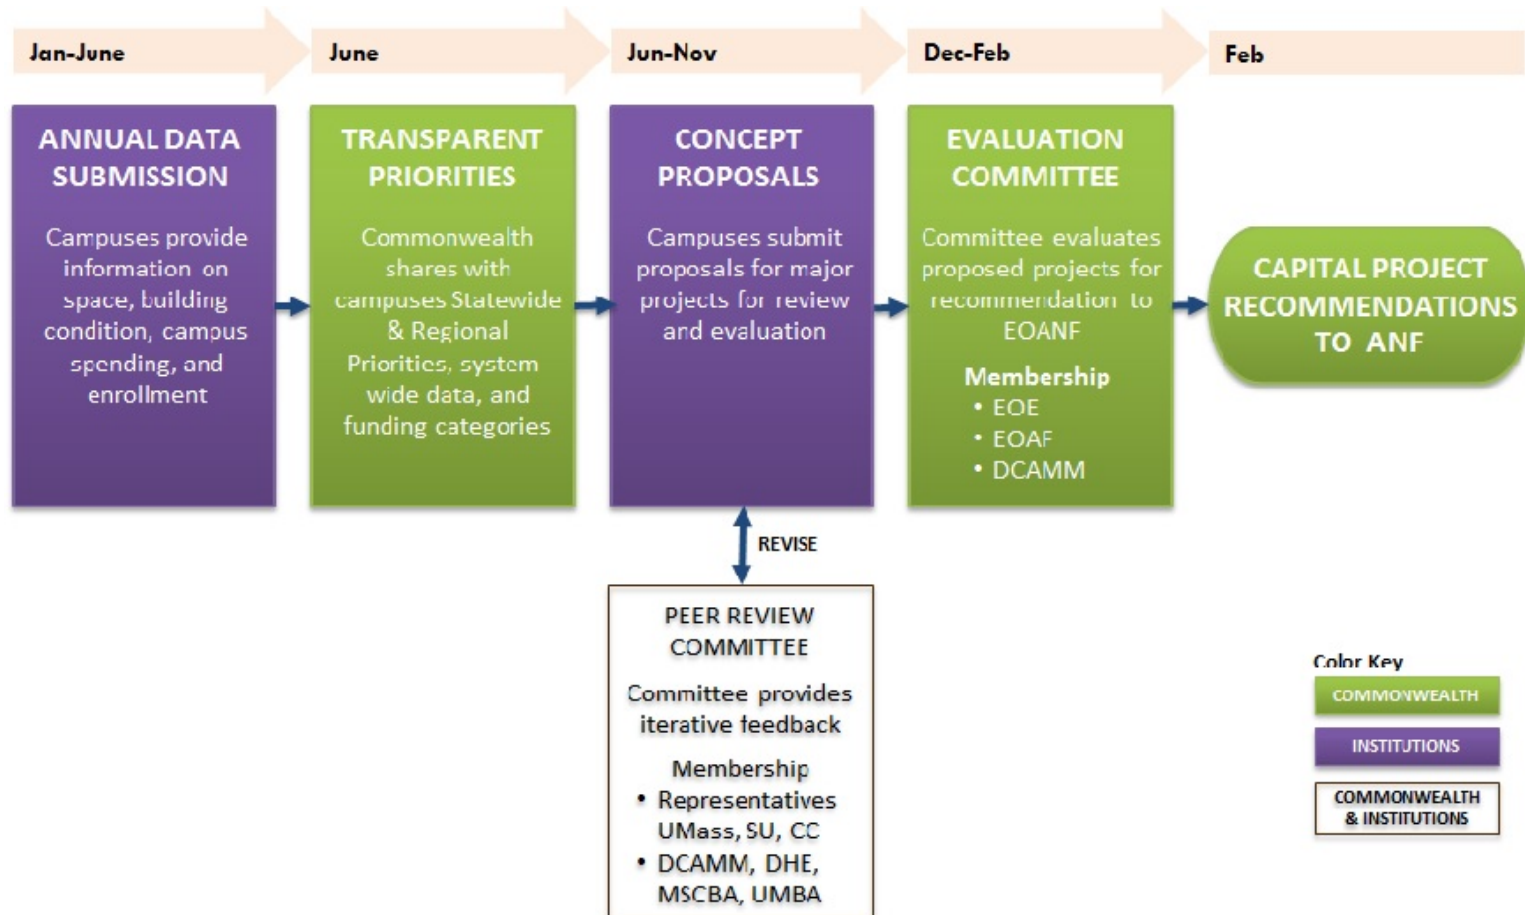 Jan-June
June
Jun-Nov
Dec-Feb
Feb
ANNUAL DATA
SUBMISSION
Campuses provide
information on
space, building
condition, campus
spending, and
enrollment
TRANSPARENT
PRIORITIES
Commonwealth
shares with
campuses Statewide
& Regional
Priorities, system
wide data, and
funding categories
CONCEPT
PROPOSALS
Campuses submit
proposals for major
projects for review
and evaluation
EVALUATION
COMMITTEE
Committee evaluates
proposed projects for
recommendation to
EOANF
Membership
• EOE
• EOAF
• DCAMM
CAPITAL PROJECT
RECOMMENDATIONS
TO ANF
REVISE
PEER REVIEW
COMMITTEE
Committee provides
iterative feedback
Membership
• Representatives
UMass, SU, CC
• DCAMM, DHE,
MSCBA, UMBA
Color Key
COMMONWEALTH
INSTITUTIONS
COMMONWEALTH
& INSTITUTIONS